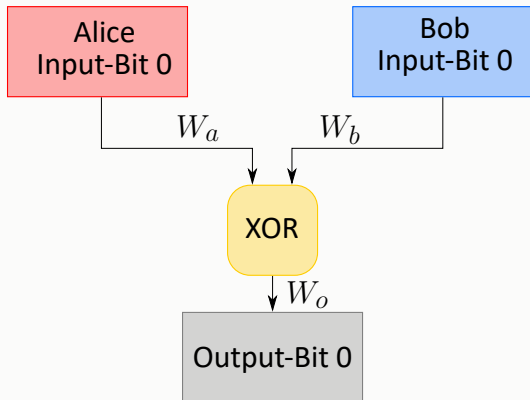 Alice
Input-Bit 0
Bob
Input-Bit 0
W_a
W_b
XOR
W_o
Output-Bit 0